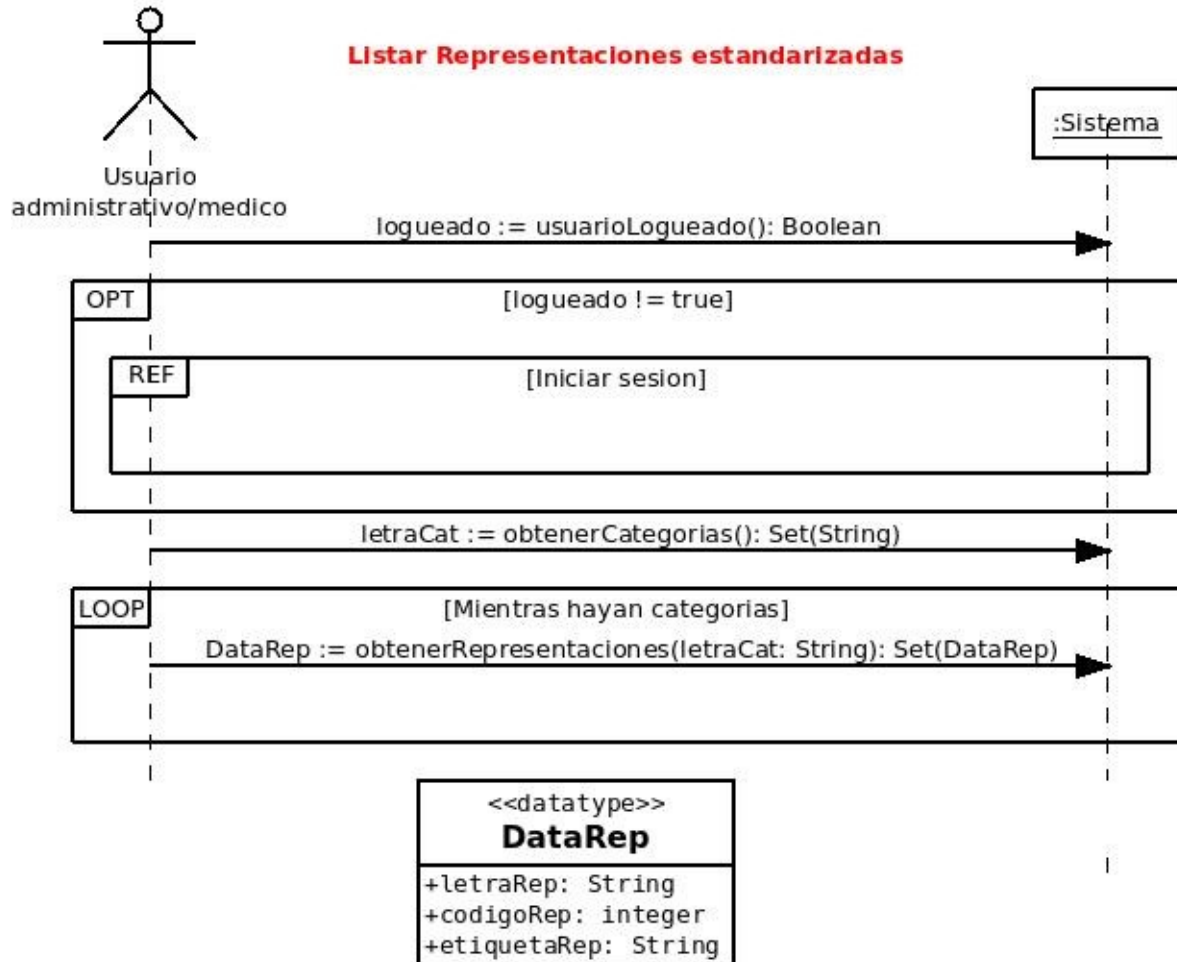 Listar Representaciones estandarizadas
:Sistema
Usuario
administrativo/medico
logueado := usuarioLogueado(): Boolean
OPT
[logueado != true]
REF
[Iniciar sesion]
letraCat := obtenerCategorias(): Set(String)
LOOP
[Mientras hayan categorias]
DataRep := obtenerRepresentaciones(letraCat: String): Set(DataRep)
<<datatype>>
DataRep
+letraRep: String
+codigoRep: integer
+etiquetaRep: String